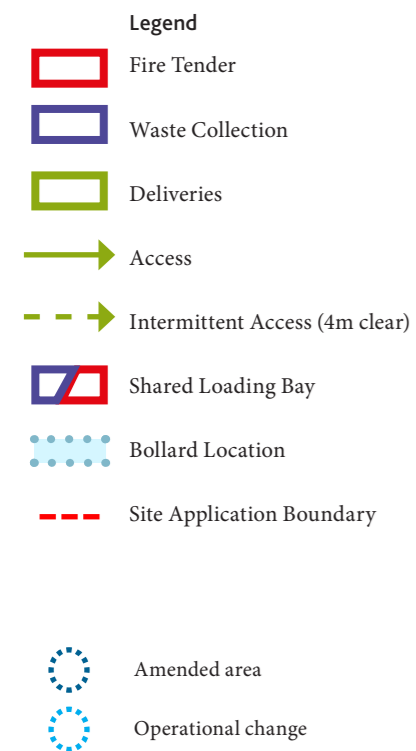 Legend
Fire Tender
Waste Collection
Deliveries
Access
Intermittent Access (4m clear)
Shared Loading Bay
Bollard Location
Site Application Boundary
Amended area
Operational change